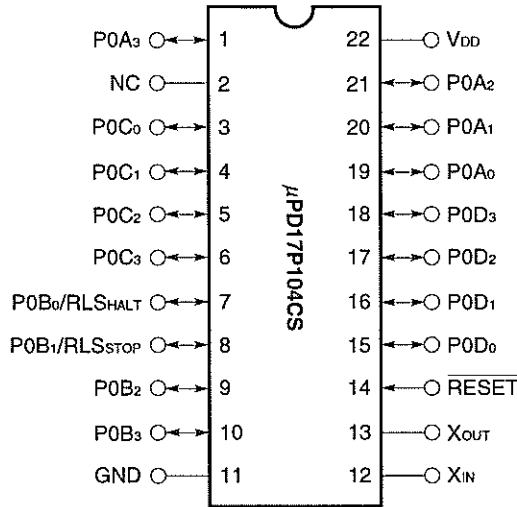 P0A3 1 22 VDD
NC 2 21 P0A2
P0C0 3 20 P0A1
P0C1 4 19 P0A0
P0C2 5 18 P0D3
P0C3 6 17 P0D2
P0B0/RLSHALT 7 16 P0D1
P0B1/RLSSTOP 8 15 P0D0
P0B2 9 14 RESET
P0B3 10 13 XOUT
GND 11 12 XIN
µPD17P104CS